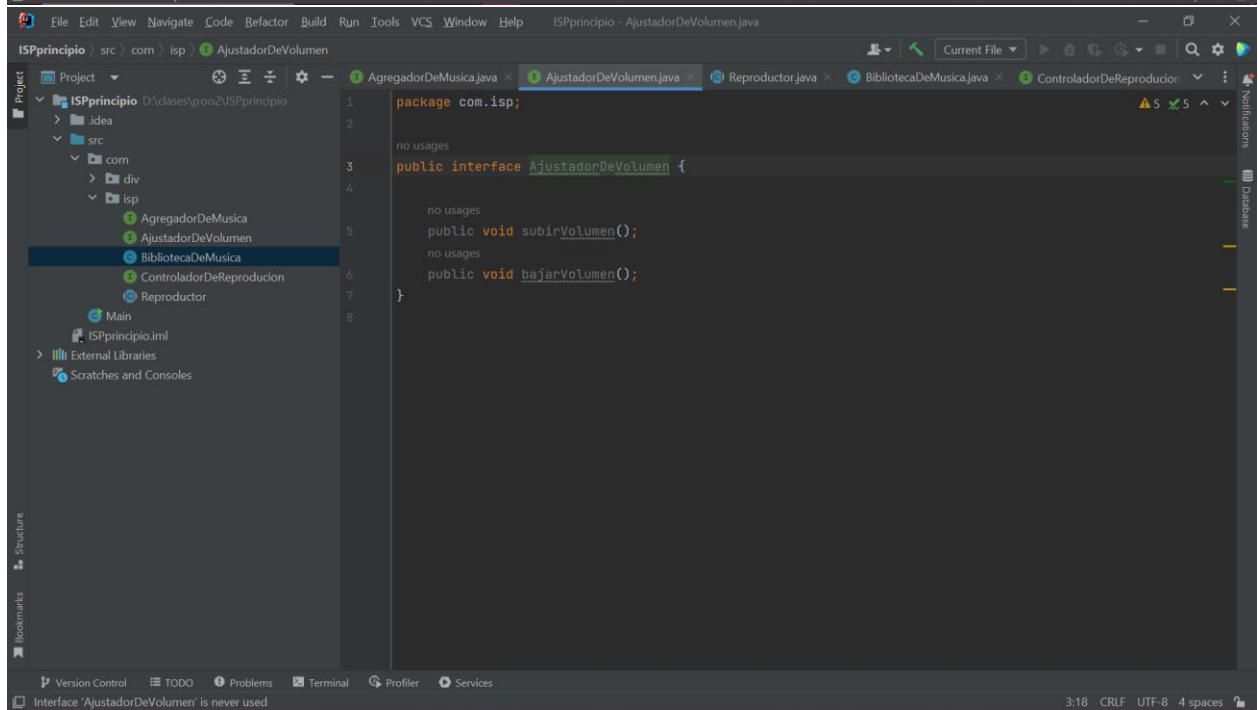 File Edit View Navigate Code Refactor Build Run Tools VCS Window Help ISPprincipio - AjustadorDeVolumen.java
ISPprincipio src com isp AjustadorDeVolumen Current File
Project AgregadorDeMusica.java AjustadorDeVolumen.java Reproductor.java BibliotecaDeMusica.java ControladorDeReproducion
Project
Notifications
Database
ISPprincipio D:\clases\poo2\ISPprincipio
.idea
src
com
div
isp
AgregadorDeMusica
AjustadorDeVolumen
BibliotecaDeMusica
ControladorDeReproducion
Reproductor
Main
ISPprincipio.iml
External Libraries
Scratches and Consoles
5 5
1 package com.isp;
2
no usages
3 public interface AjustadorDeVolumen {
4
no usages
5 public void subirVolumen();
no usages
6 public void bajarVolumen();
7 }
8
Structure
Bookmarks
Version Control TODO Problems Terminal Profiler Services
Interface 'AjustadorDeVolumen' is never used 3:18 CRLF UTF-8 4 spaces